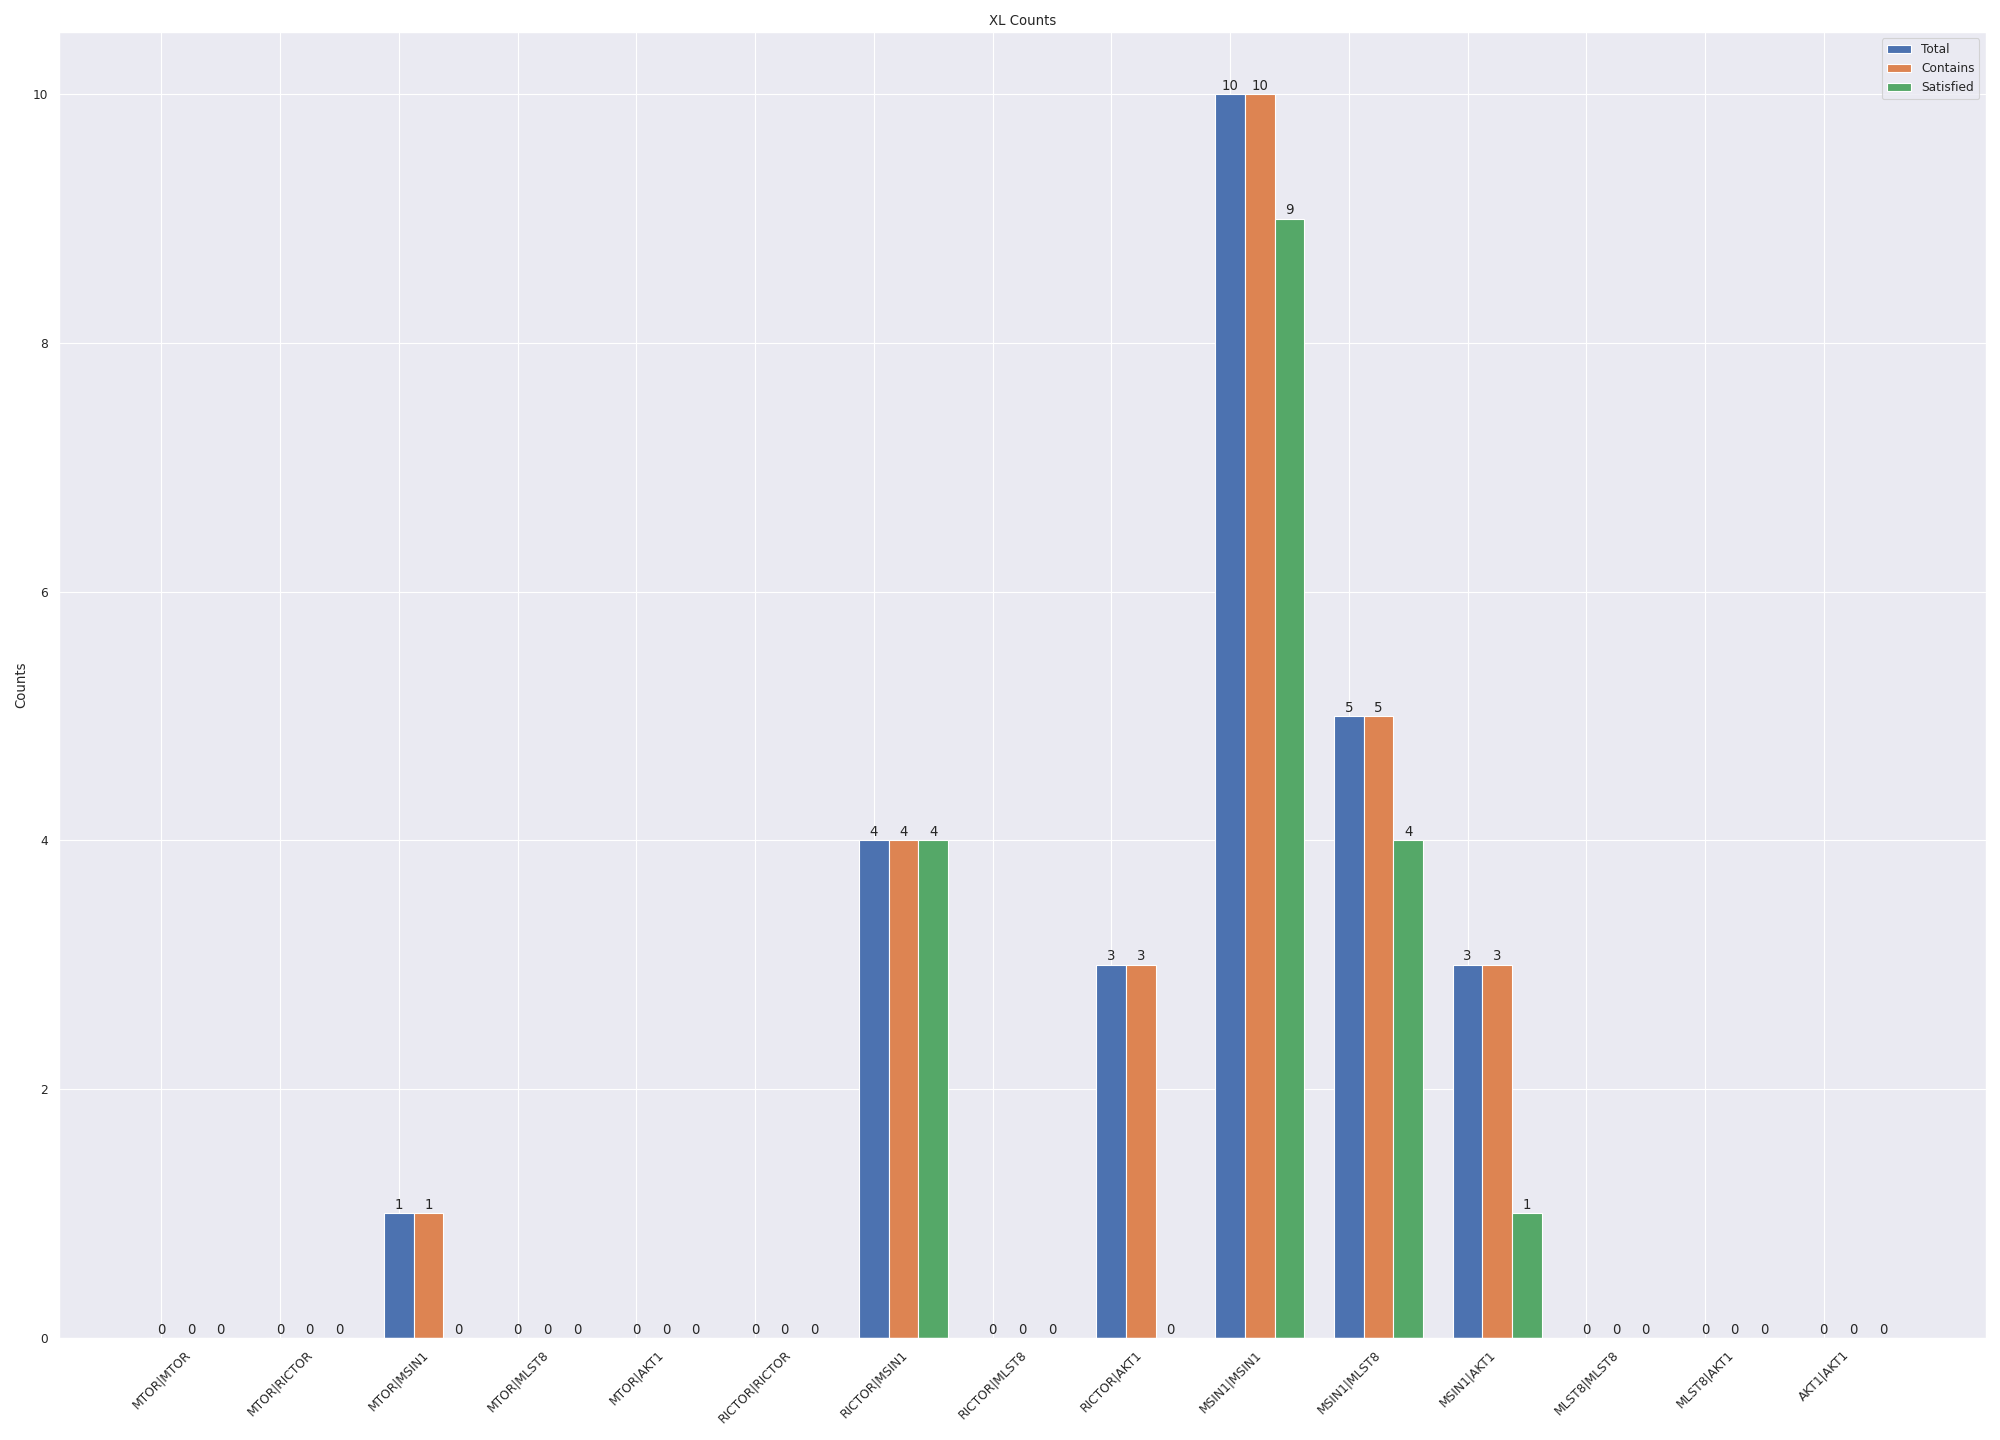 XL Counts
Total
Contains
Satisfied
10 10
10
9
8
6
Counts
5 5
4 4 4
4
4
3 3
3 3
2
1 1
1
0 0 0 0 0 0 0 0 0 0 0 0 0 0 0 0 0 0 0 0 0 0 0 0 0 0 0 0 0
0
MTOR|MTOR
MTOR|RICTOR
MTOR|MSIN1
MTOR|MLST8
MTOR|AKT1
RICTOR|RICTOR
RICTOR|MSIN1
RICTOR|MLST8
RICTOR|AKT1
MSIN1|MSIN1
MSIN1|MLST8
MSIN1|AKT1
MLST8|MLST8
MLST8|AKT1
AKT1|AKT1